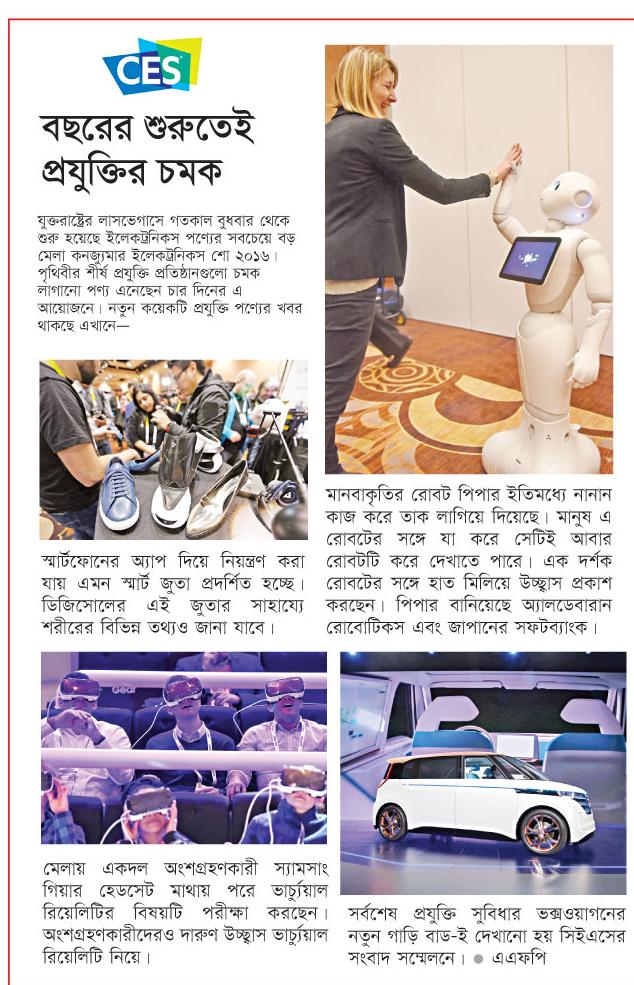 CES
বছরের শুরুতেই
প্রযুক্তির চমক
যুক্তরাষ্ট্রের লাসভেগাসে গতকাল বুধবার থেকে
শুরু হয়েছে ইলেকট্রনিকস পণ্যের সবচেয়ে বড়
মেলা কনজ্যুমার ইলেকট্রনিকস শো ২০১৬।
পৃথিবীর শীর্ষ প্রযুক্তি প্রতিষ্ঠানগুলো চমক
লাগানো পণ্য এনেছেন চার দিনের এ
আয়োজনে। নতুন কয়েকটি প্রযুক্তি পণ্যের খবর
থাকছে এখানে—
স্মার্টফোনের অ্যাপ দিয়ে নিয়ন্ত্রণ করা
যায় এমন স্মার্ট জুতা প্রদর্শিত হচ্ছে।
ডিজিসোলের এই জুতার সাহায্যে
শরীরের বিভিন্ন তথ্যও জানা যাবে।
মানবাকৃতির রোবট পিপার ইতিমধ্যে নানান
কাজ করে তাক লাগিয়ে দিয়েছে। মানুষ এ
রোবটের সঙ্গে যা করে সেটিই আবার
রোবটটি করে দেখাতে পারে। এক দর্শক
রোবটের সঙ্গে হাত মিলিয়ে উচ্ছ্বাস প্রকাশ
করছেন। পিপার বানিয়েছে অ্যালডেবারান
রোবোটিকস এবং জাপানের সফটব্যাংক।
Gear
মেলায় একদল অংশগ্রহণকারী স্যামসাং
গিয়ার হেডসেট মাথায় পরে ভার্চ্যুয়াল
রিয়েলিটির বিষয়টি পরীক্ষা করছেন।
অংশগ্রহণকারীদেরও দারুণ উচ্ছ্বাস ভার্চ্যুয়াল
রিয়েলিটি নিয়ে।
সর্বশেষ প্রযুক্তি সুবিধার ভক্সওয়াগনের
নতুন গাড়ি বাড-ই দেখানো হয় সিইএসের
সংবাদ সম্মেলনে। ● এএফপি